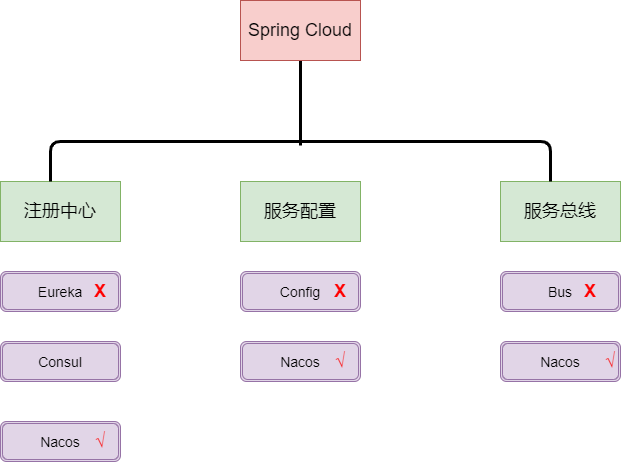 Spring Cloud
注册中心
服务配置
服务总线
Eureka X
Config X
Bus X
Consul
Nacos √
Nacos √
Nacos √